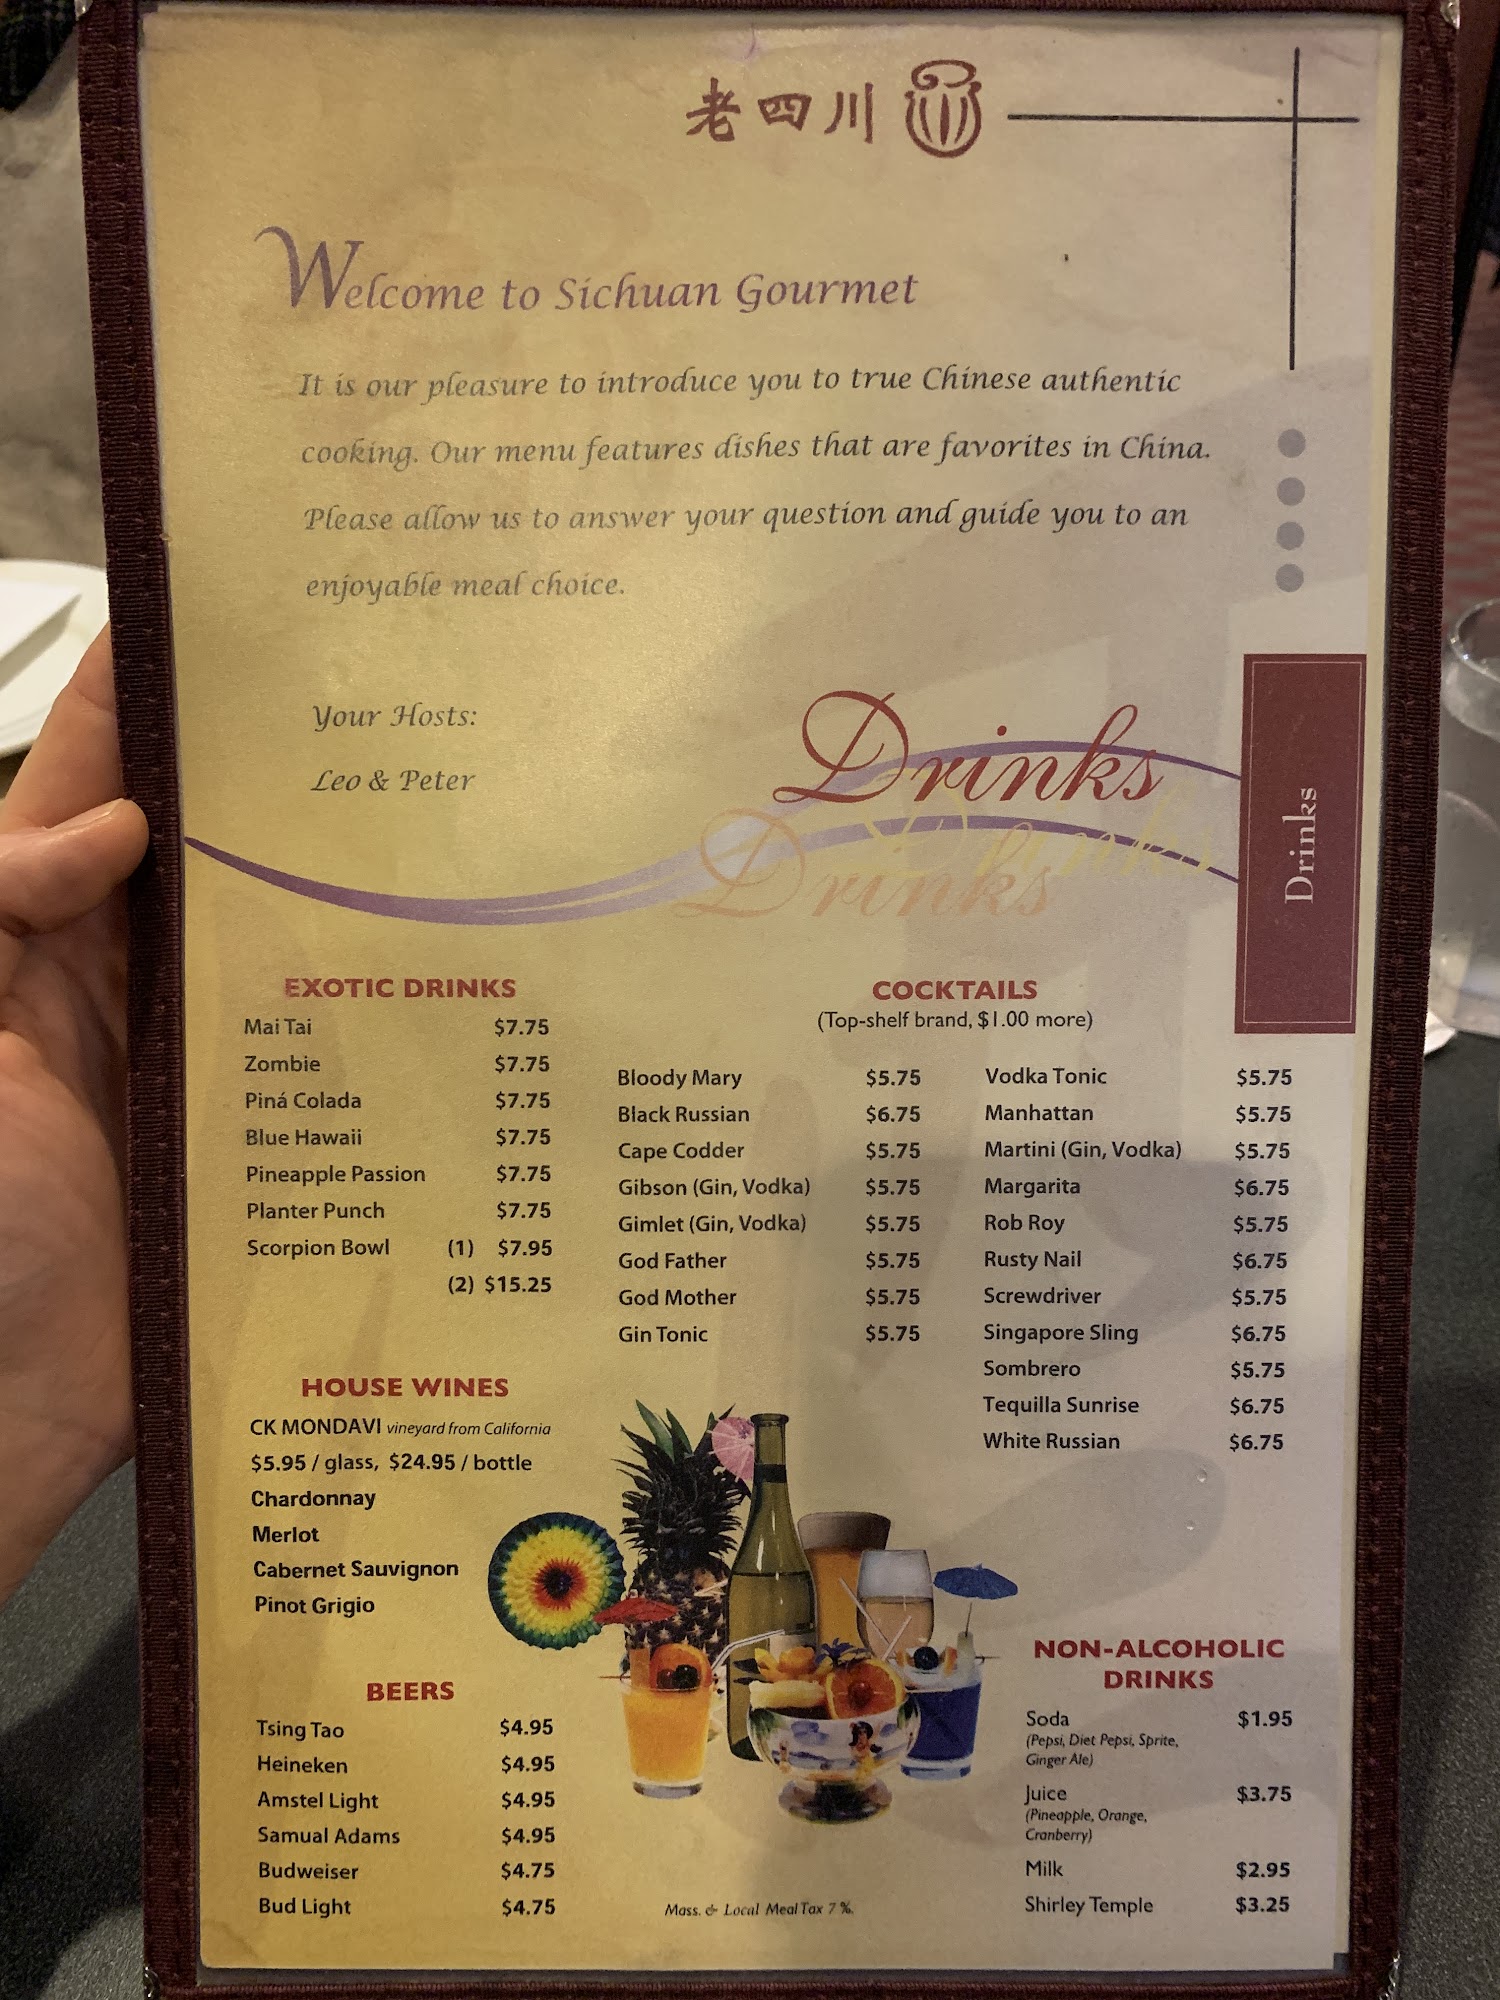 老四川
Welcome to Sichuan Gourmet
It is our pleasure to introduce you to true Chinese authentic
cooking. Our menu features dishes that are favorites in China.
Please allow us to answer your question and guide you to an
enjoyable meal choice.
Your Hosts:
Leo & Peter
Drinks
Drinks
Drinks
Drinks
EXOTIC DRINKS
Mai Tai $7.75
Zombie $7.75
Piná Colada $7.75
Blue Hawaii $7.75
Pineapple Passion $7.75
Planter Punch $7.75
Scorpion Bowl (1) $7.95
(2) $15.25
COCKTAILS
(Top-shelf brand, $1.00 more)
Bloody Mary $5.75
Black Russian $6.75
Cape Codder $5.75
Gibson (Gin, Vodka) $5.75
Gimlet (Gin, Vodka) $5.75
God Father $5.75
God Mother $5.75
Gin Tonic $5.75
Vodka Tonic $5.75
Manhattan $5.75
Martini (Gin, Vodka) $5.75
Margarita $6.75
Rob Roy $5.75
Rusty Nail $6.75
Screwdriver $5.75
Singapore Sling $6.75
Sombrero $5.75
Tequilla Sunrise $6.75
White Russian $6.75
HOUSE WINES
CK MONDAVI vineyard from California
$5.95 / glass, $24.95 / bottle
Chardonnay
Merlot
Cabernet Sauvignon
Pinot Grigio
BEERS
Tsing Tao $4.95
Heineken $4.95
Amstel Light $4.95
Samual Adams $4.95
Budweiser $4.75
Bud Light $4.75
NON-ALCOHOLIC
DRINKS
Soda $1.95
(Pepsi, Diet Pepsi, Sprite,
Ginger Ale)
Juice $3.75
(Pineapple, Orange,
Cranberry)
Milk $2.95
Shirley Temple $3.25
Mass. & Local Meal Tax 7 %.